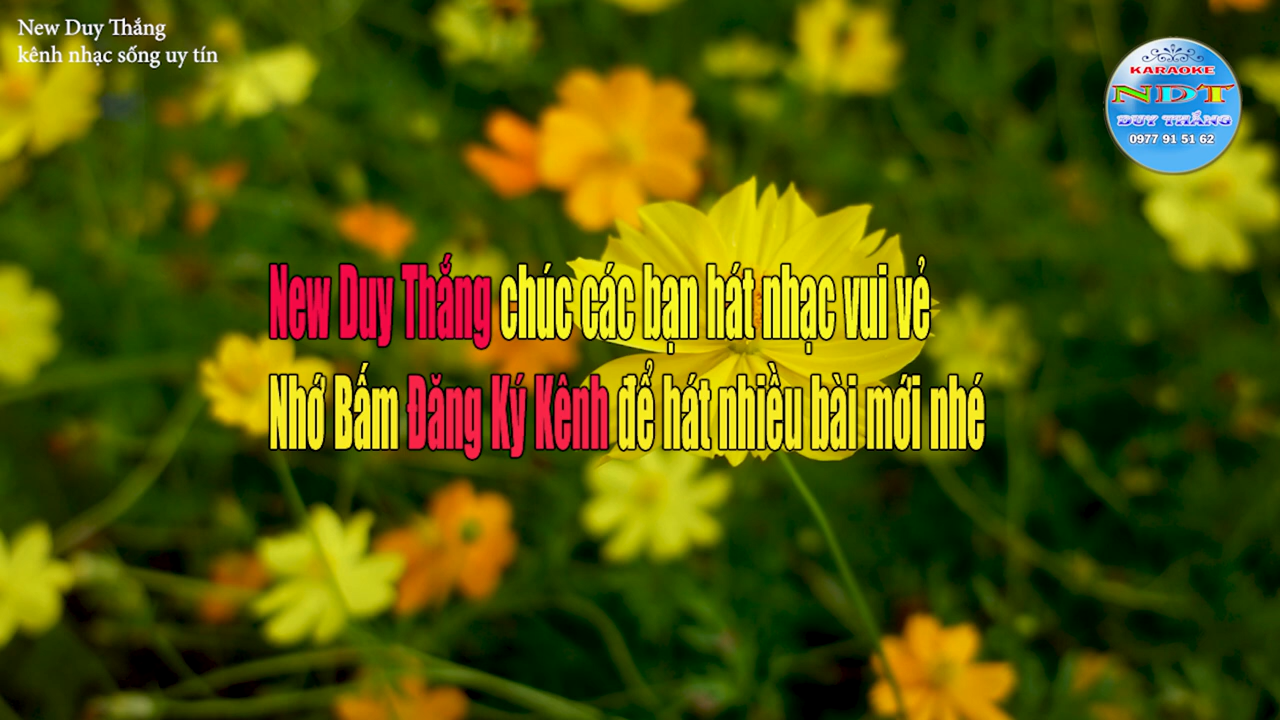 New Duy Thắng
kênh nhạc sống uy tín
KARAOKE
NDT
DUY THẮNG
0977 91 51 62
New Duy Thắng chúc các bạn hát nhạc vui vẻ
Nhớ Bấm Đăng Ký Kênh để hát nhiều bài mới nhé